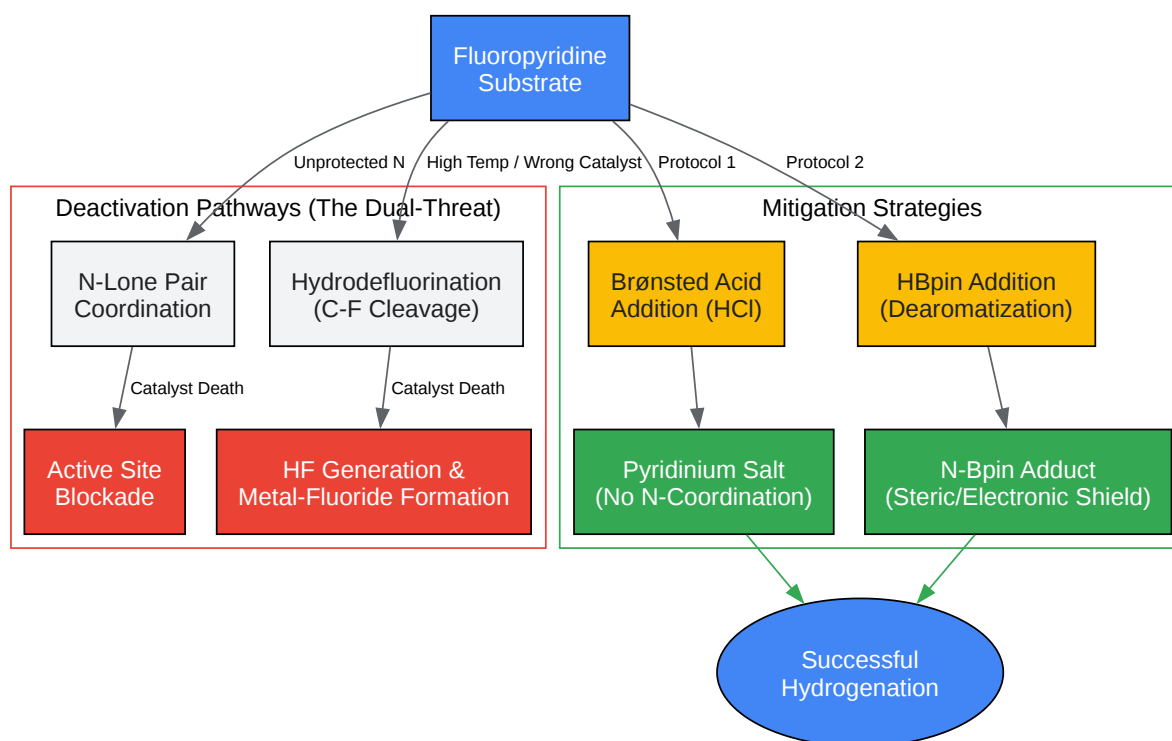 Fluoropyridine
Substrate
Unprotected N
High Temp / Wrong Catalyst
Protocol 1
Protocol 2
Deactivation Pathways (The Dual-Threat)
Mitigation Strategies
N-Lone Pair
Coordination
Hydrodefluorination
(C-F Cleavage)
Brønsted Acid
Addition (HCl)
HBpin Addition
(Dearomatization)
Catalyst Death
Catalyst Death
Active Site
Blockade
HF Generation &
Metal-Fluoride Formation
Pyridinium Salt
(No N-Coordination)
N-Bpin Adduct
(Steric/Electronic Shield)
Successful
Hydrogenation